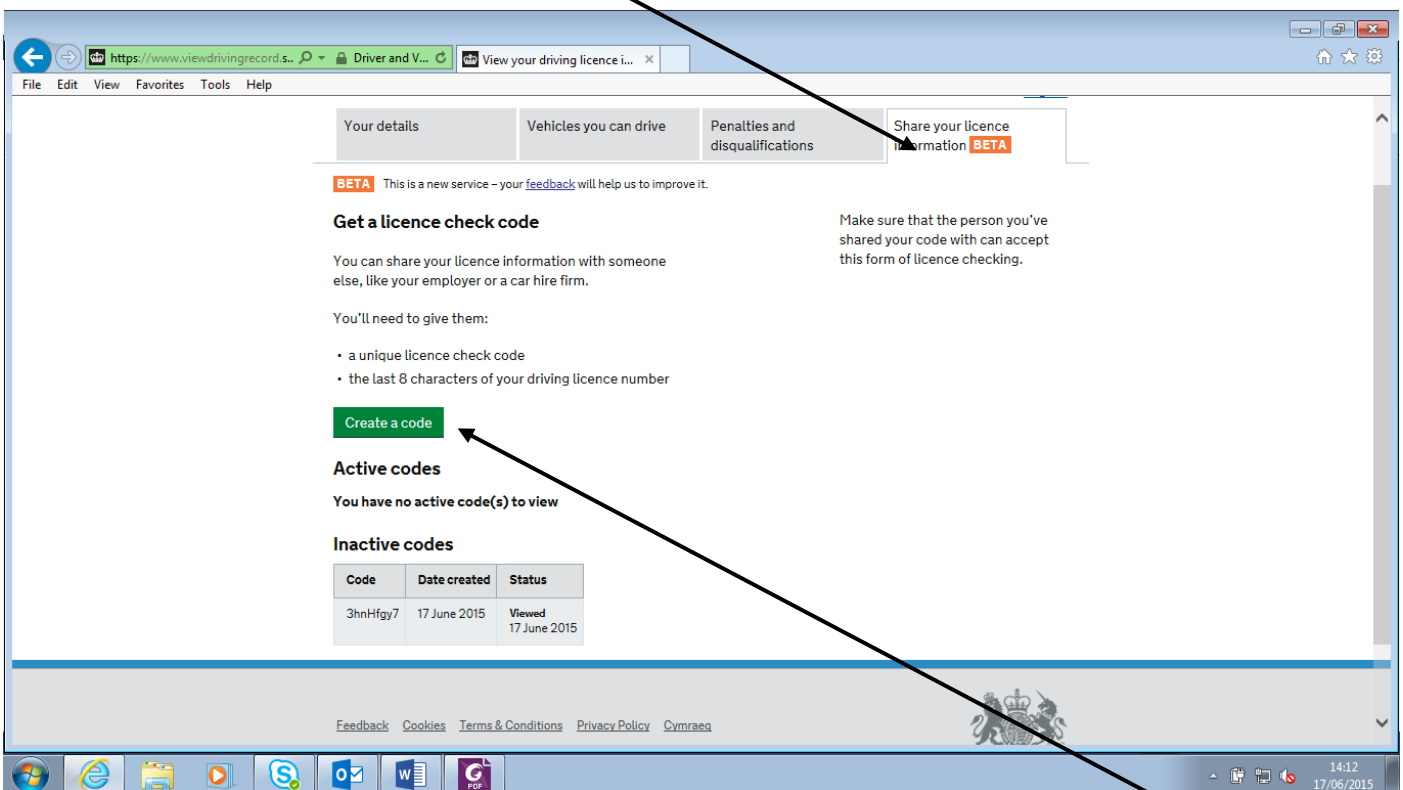 https://www.viewdrivingrecord.s..
Driver and V...
View your driving licence i...
File Edit View Favorites Tools Help
Your details
Vehicles you can drive
Penalties and
disqualifications
Share your licence
information BETA
BETA This is a new service – your feedback will help us to improve it.
Get a licence check code
You can share your licence information with someone
else, like your employer or a car hire firm.
You'll need to give them:
• a unique licence check code
• the last 8 characters of your driving licence number
Make sure that the person you've
shared your code with can accept
this form of licence checking.
Create a code
Active codes
You have no active code(s) to view
Inactive codes
Code Date created Status
3hnHfgy7 17 June 2015 Viewed
17 June 2015
Feedback Cookies Terms & Conditions Privacy Policy Cymraeg
PDF
14:12
17/06/2015